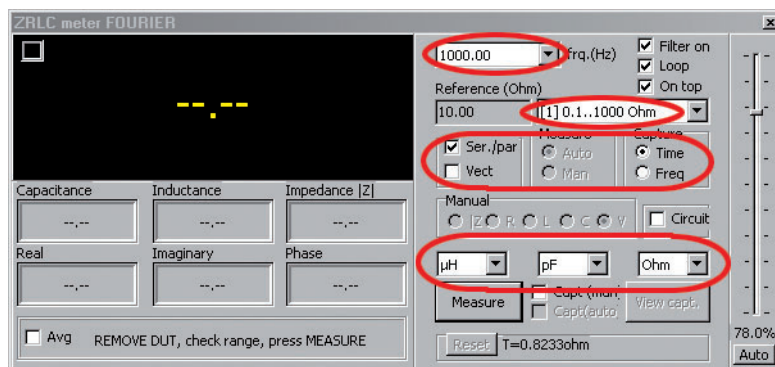 ZRLC meter FOURIER
x
--.--
1000.00 frq.(Hz)
Filter on
Loop
On top
Reference (Ohm)
10.00 [1] 0.1..1000 Ohm
Ser./par
Vect
Measure
Auto
Man
Capture
Time
Freq
Manual
|Z R L C V
Circuit
µH pF Ohm
Measure
Capt (man)
Capt(auto)
View capt.
Reset T=0.8233ohm
Capacitance Inductance Impedance |Z|
--,-- --,-- --,--
Real Imaginary Phase
--,-- --,-- --,--
Avg REMOVE DUT, check range, press MEASURE
78.0%
Auto